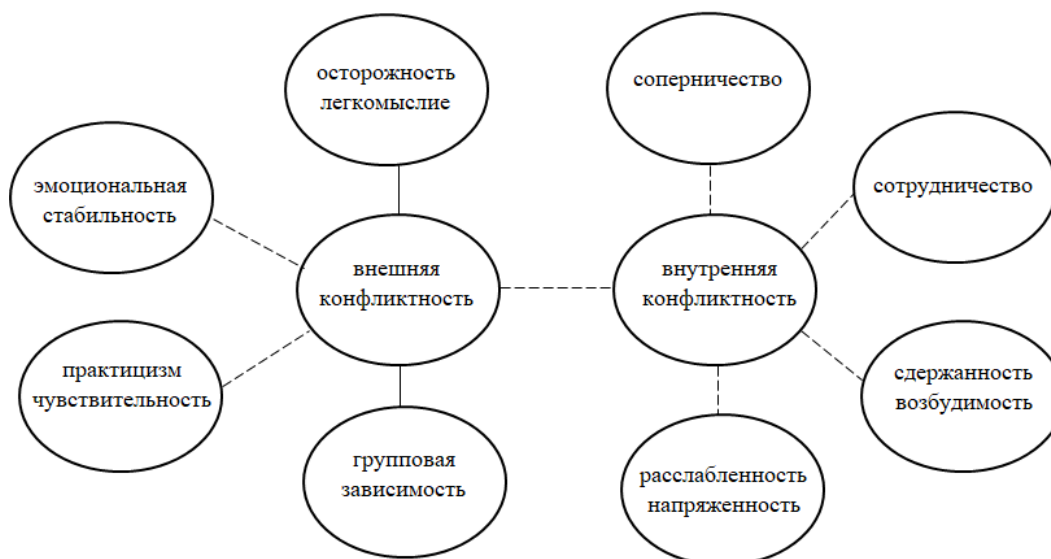 осторожность
легкомыслие
соперничество
эмоциональная
стабильность
сотрудничество
внешняя
конфликтность
внутренняя
конфликтность
практицизм
чувствительность
сдержанность
возбудимость
групповая
зависимость
расслабленность
напряженность